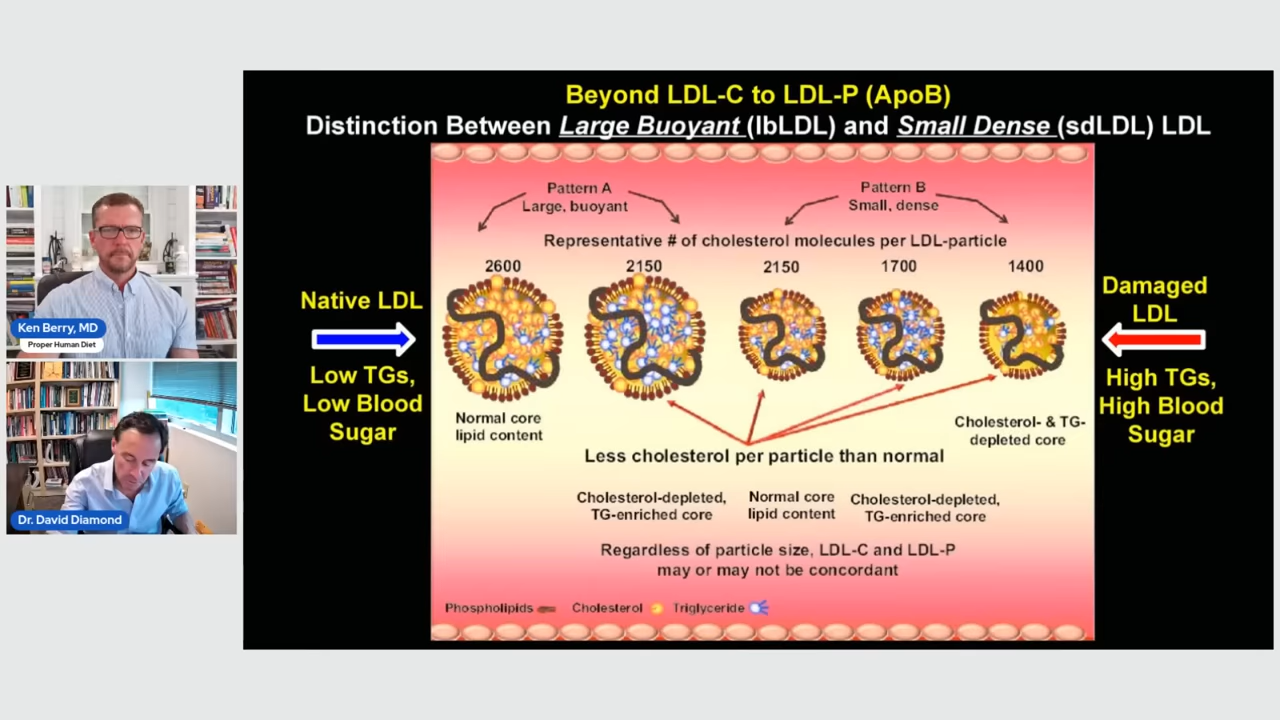 Beyond LDL-C to LDL-P (ApoB)
Distinction Between Large Buoyant (lbLDL) and Small Dense (sdLDL) LDL
Pattern A
Large, buoyant
Pattern B
Small, dense
Representative # of cholesterol molecules per LDL-particle
2600
2150
2150
1700
1400
Native LDL
Low TGs,
Low Blood
Sugar
Damaged
LDL
High TGs,
High Blood
Sugar
Normal core
lipid content
Cholesterol- & TG-
depleted core
Less cholesterol per particle than normal
Cholesterol-depleted,
TG-enriched core
Normal core
lipid content
Cholesterol-depleted,
TG-enriched core
Regardless of particle size, LDL-C and LDL-P
may or may not be concordant
Phospholipids
Cholesterol
Triglyceride
Ken Berry, MD
Proper Human Diet
Dr. David Diamond